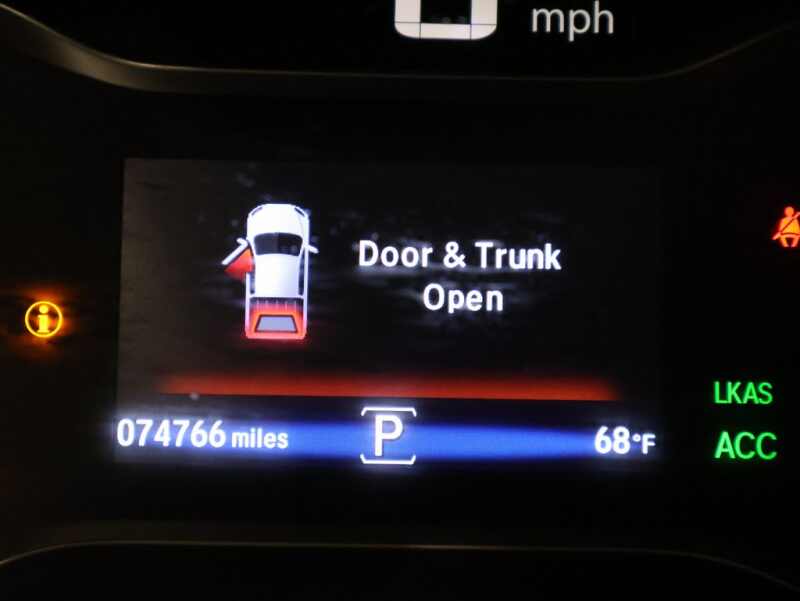 mph
Door & Trunk
Open
074766 miles
P
68°F
LKAS
ACC